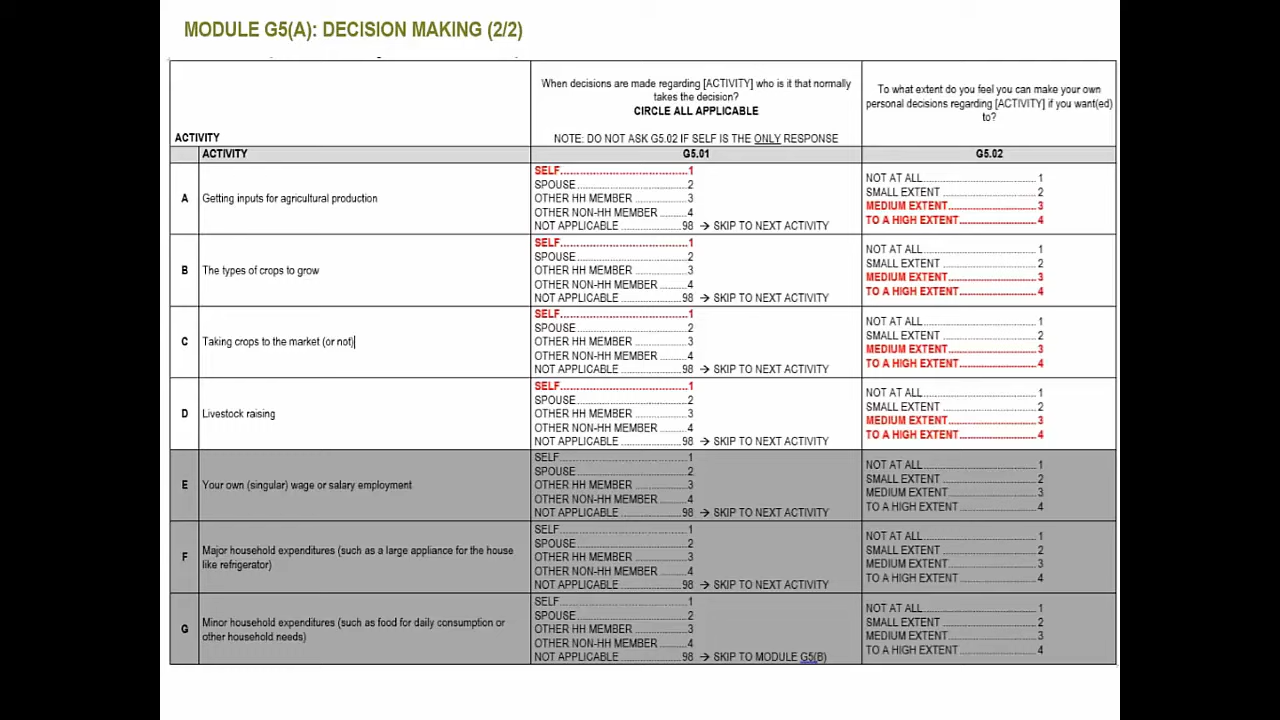 MODULE G5(A): DECISION MAKING (2/2)
ACTIVITY
When decisions are made regarding [ACTIVITY] who is it that normally
takes the decision?
CIRCLE ALL APPLICABLE
NOTE: DO NOT ASK G5.02 IF SELF IS THE ONLY RESPONSE
To what extent do you feel you can make your own
personal decisions regarding [ACTIVITY] if you want(ed)
to?
ACTIVITY
G5.01
G5.02
A
Getting inputs for agricultural production
SELF 1
SPOUSE 2
OTHER HH MEMBER 3
OTHER NON-HH MEMBER 4
NOT APPLICABLE 98 → SKIP TO NEXT ACTIVITY
NOT AT ALL 1
SMALL EXTENT 2
MEDIUM EXTENT 3
TO A HIGH EXTENT 4
B
The types of crops to grow
SELF 1
SPOUSE 2
OTHER HH MEMBER 3
OTHER NON-HH MEMBER 4
NOT APPLICABLE 98 → SKIP TO NEXT ACTIVITY
NOT AT ALL 1
SMALL EXTENT 2
MEDIUM EXTENT 3
TO A HIGH EXTENT 4
C
Taking crops to the market (or not)
SELF 1
SPOUSE 2
OTHER HH MEMBER 3
OTHER NON-HH MEMBER 4
NOT APPLICABLE 98 → SKIP TO NEXT ACTIVITY
NOT AT ALL 1
SMALL EXTENT 2
MEDIUM EXTENT 3
TO A HIGH EXTENT 4
D
Livestock raising
SELF 1
SPOUSE 2
OTHER HH MEMBER 3
OTHER NON-HH MEMBER 4
NOT APPLICABLE 98 → SKIP TO NEXT ACTIVITY
NOT AT ALL 1
SMALL EXTENT 2
MEDIUM EXTENT 3
TO A HIGH EXTENT 4
E
Your own (singular) wage or salary employment
SELF 1
SPOUSE 2
OTHER HH MEMBER 3
OTHER NON-HH MEMBER 4
NOT APPLICABLE 98 → SKIP TO NEXT ACTIVITY
NOT AT ALL 1
SMALL EXTENT 2
MEDIUM EXTENT 3
TO A HIGH EXTENT 4
F
Major household expenditures (such as a large appliance for the house
like refrigerator)
SELF 1
SPOUSE 2
OTHER HH MEMBER 3
OTHER NON-HH MEMBER 4
NOT APPLICABLE 98 → SKIP TO NEXT ACTIVITY
NOT AT ALL 1
SMALL EXTENT 2
MEDIUM EXTENT 3
TO A HIGH EXTENT 4
G
Minor household expenditures (such as food for daily consumption or
other household needs)
SELF 1
SPOUSE 2
OTHER HH MEMBER 3
OTHER NON-HH MEMBER 4
NOT APPLICABLE 98 → SKIP TO MODULE G5(B)
NOT AT ALL 1
SMALL EXTENT 2
MEDIUM EXTENT 3
TO A HIGH EXTENT 4